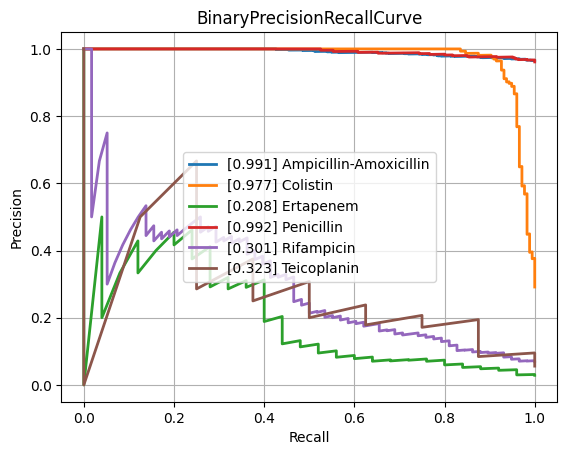 BinaryPrecisionRecallCurve
1.0
0.8
0.6
0.4
0.2
0.0
Precision
[0.991] Ampicillin-Amoxicillin
[0.977] Colistin
[0.208] Ertapenem
[0.992] Penicillin
[0.301] Rifampicin
[0.323] Teicoplanin
0.0 0.2 0.4 0.6 0.8 1.0
Recall